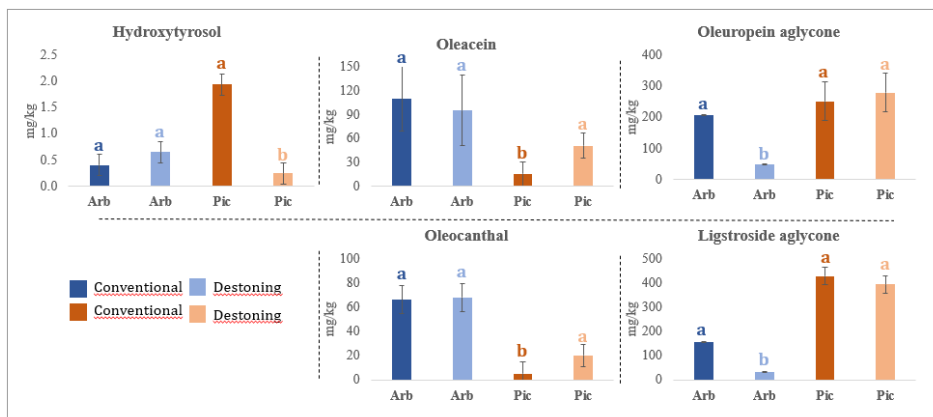 Hydroxytyrosol
mg/kg
2.5
2.0
1.5
1.0
0.5
0.0
a
a
a
b
Arb Arb Pic Pic
Oleacein
mg/kg
150
120
90
60
30
0
a
a
b
a
Arb Arb Pic Pic
Oleuropein aglycone
mg/kg
400
300
200
100
0
a
b
a
a
Arb Arb Pic Pic
Conventional Destoning
Conventional Destoning
Oleocanthal
mg/kg
100
80
60
40
20
0
a
a
b
a
Arb Arb Pic Pic
Ligstroside aglycone
mg/kg
500
400
300
200
100
0
a
b
a
a
Arb Arb Pic Pic